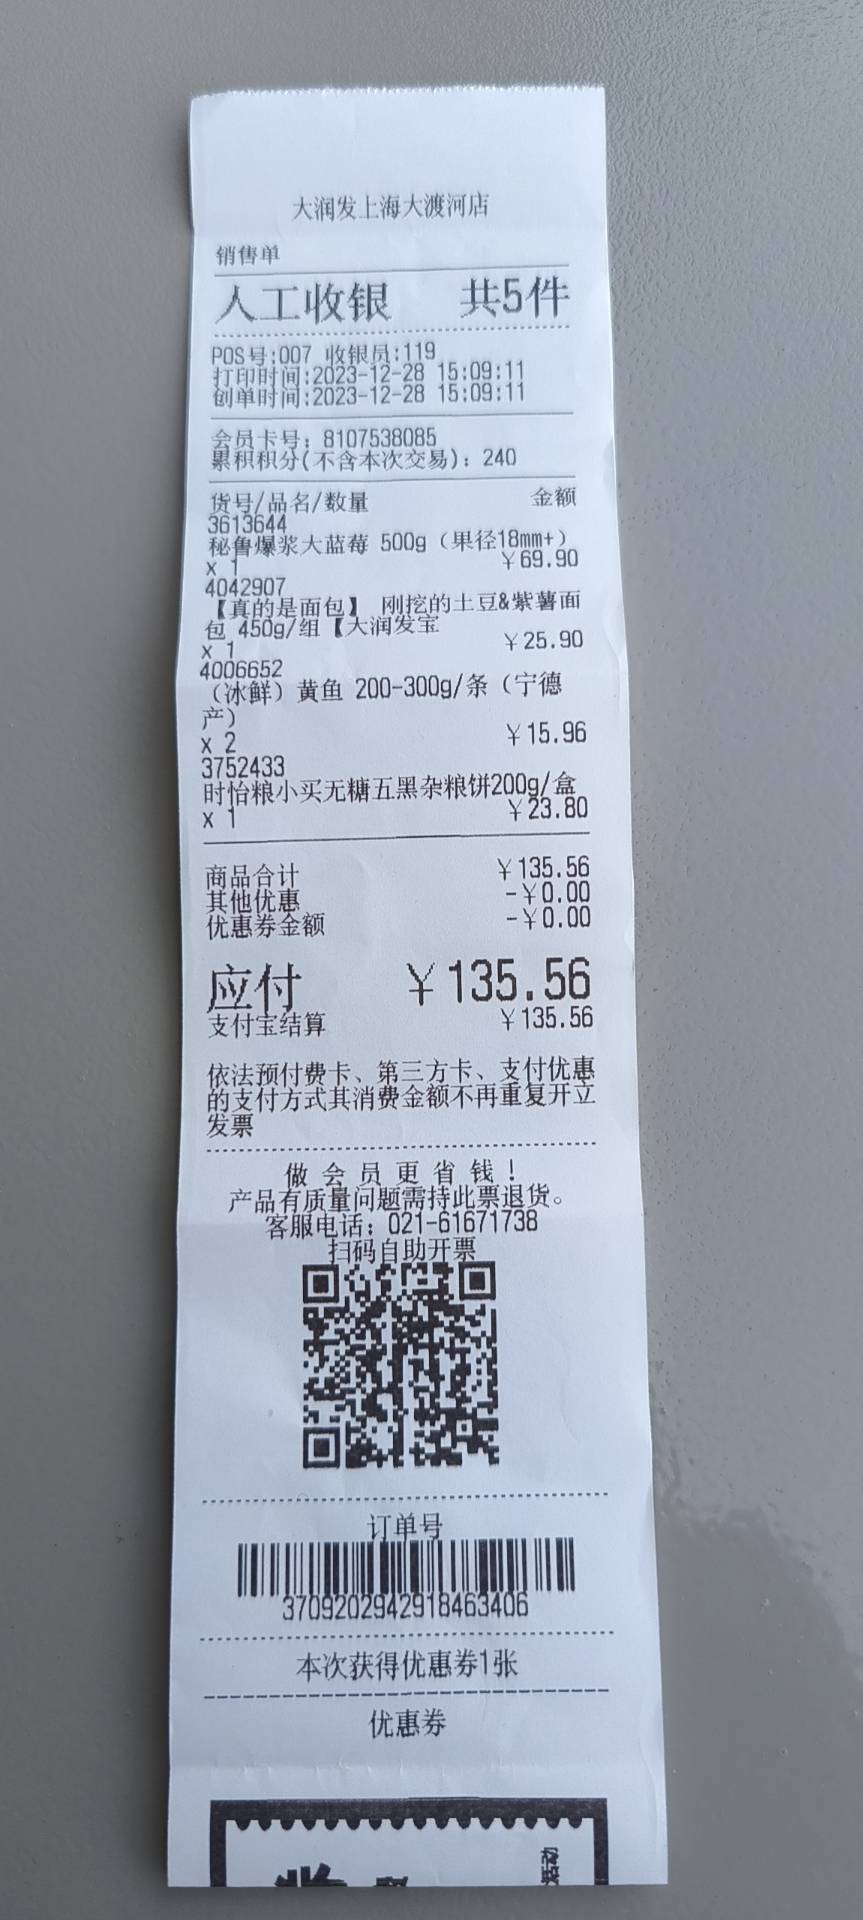 大润发上海大渡河店
销售单
人工收银 共5件
POS号:007 收银员:119
打印时间:2023-12-28 15:09:11
创单时间:2023-12-28 15:09:11
会员卡号: 8107538085
累积积分(不含本次交易): 240
货号/品名/数量 金额
3613644
秘鲁爆浆大蓝莓 500g（果径18mm+）
x 1 ￥69.90
4042907
【真的是面包】 刚挖的土豆&紫薯面
包 450g/组【大润发宝
x 1 ￥25.90
4006652
（冰鲜）黄鱼 200-300g/条（宁德
产）
x 2 ￥15.96
3752433
时怡粮小买无糖五黑杂粮饼200g/盒
x 1 ￥23.80
商品合计 ￥135.56
其他优惠 -￥0.00
优惠券金额 -￥0.00
应付 ￥135.56
支付宝结算 ￥135.56
依法预付费卡、第三方卡、支付优惠
的支付方式其消费金额不再重复开立
发票
做会员更省钱！
产品有质量问题需持此票退货。
客服电话: 021-61671738
扫码自助开票
订单号
3709202942918463406
本次获得优惠券1张
优惠券
活动